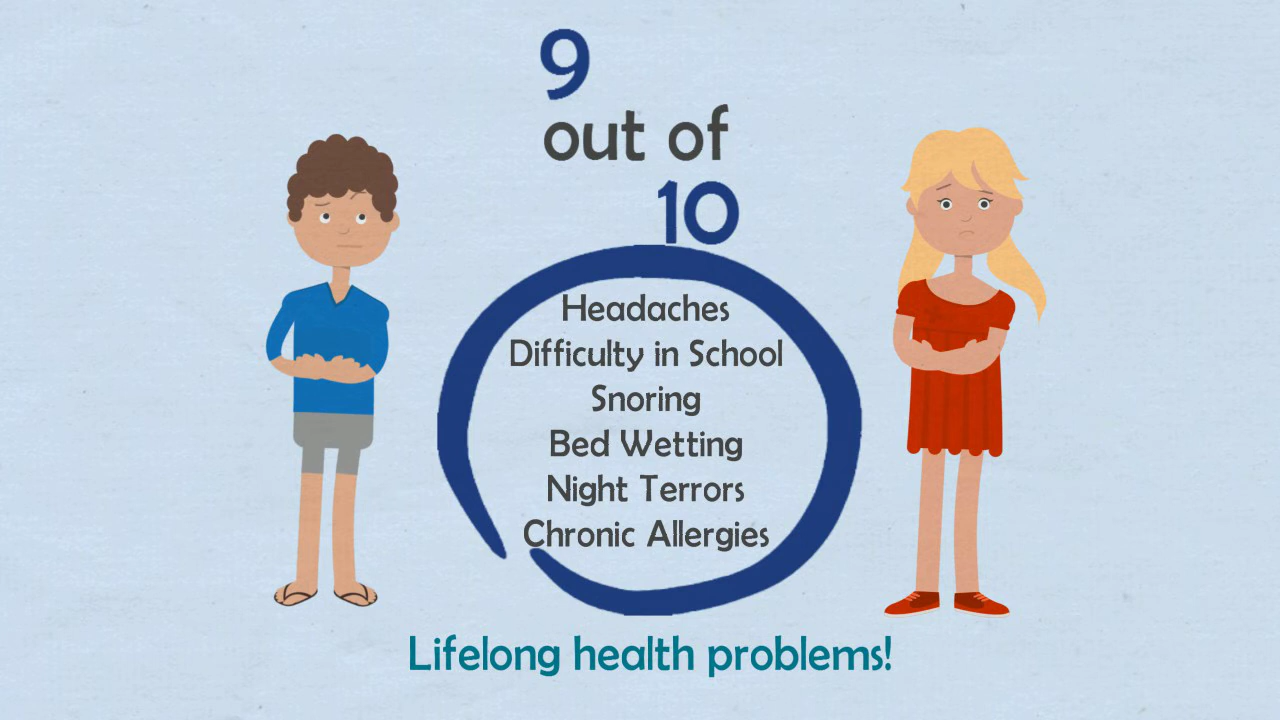 9
out of
10
Headaches
Difficulty in School
Snoring
Bed Wetting
Night Terrors
Chronic Allergies
Lifelong health problems!